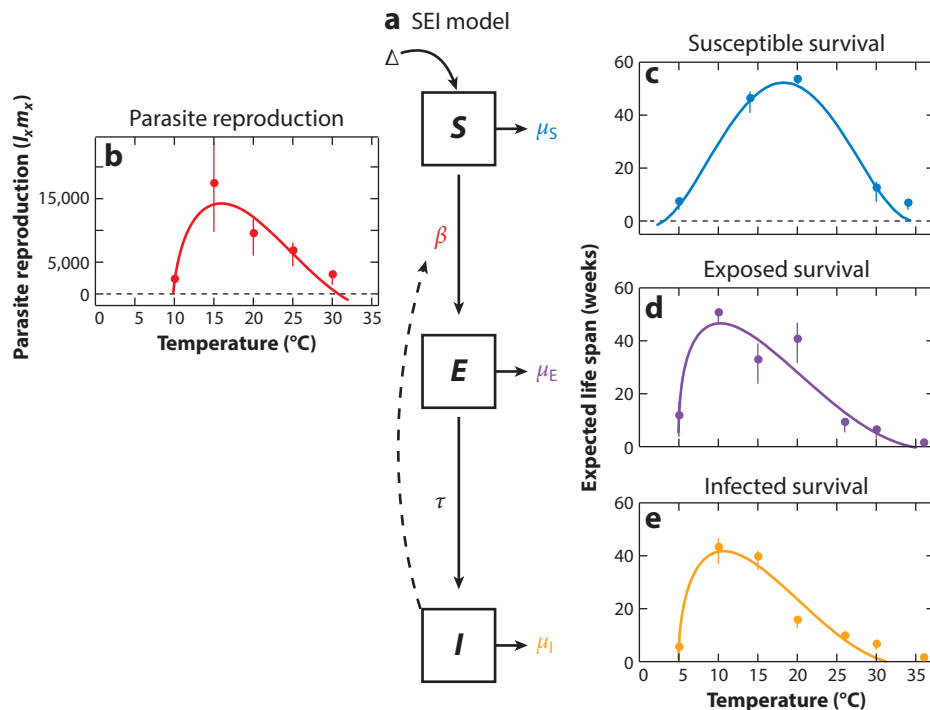 a SEI model
Δ
S
μS
β
E
μE
τ
I
μI
Parasite reproduction
b
Parasite reproduction (lxmx)
15,000
5,000
0
0 5 10 15 20 25 30 35
Temperature (°C)
Susceptible survival
c
60
40
20
0
Exposed survival
d
60
40
20
0
Infected survival
e
60
40
20
0
0 5 10 15 20 25 30 35
Temperature (°C)
Expected life span (weeks)